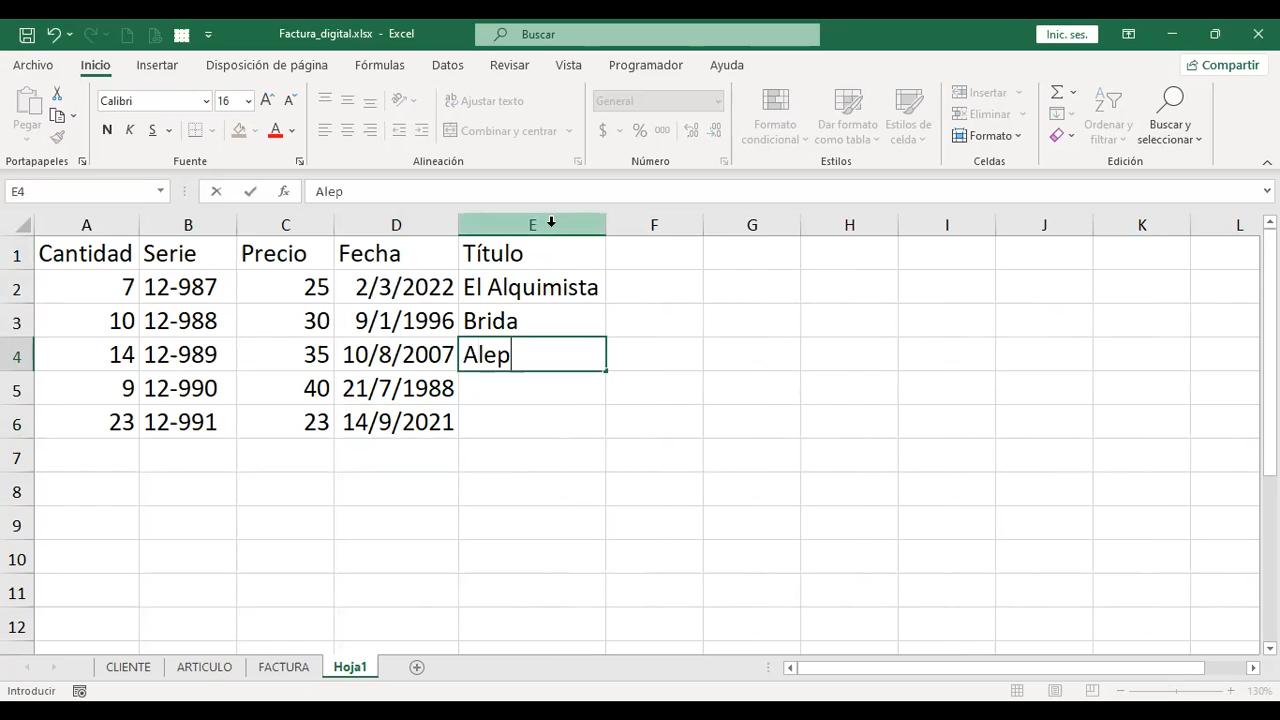 Factura_digital.xlsx - Excel
Buscar
Inic. ses.
Archivo Inicio Insertar Disposición de página Fórmulas Datos Revisar Vista Programador Ayuda Compartir
Pegar
Calibri 16
N K S
Ajustar texto
Combinar y centrar
General
$ % 000
Formato condicional
Dar formato como tabla
Estilos de celda
Insertar
Eliminar
Formato
Ordenar y filtrar
Buscar y seleccionar
Portapapeles Fuente Alineación Número Estilos Celdas Edición
E4 fx Alep
A B C D E F G H I J K L
1 Cantidad Serie Precio Fecha Título
2 7 12-987 25 2/3/2022 El Alquimista
3 10 12-988 30 9/1/1996 Brida
4 14 12-989 35 10/8/2007 Alep
5 9 12-990 40 21/7/1988
6 23 12-991 23 14/9/2021
7
8
9
10
11
12
CLIENTE ARTICULO FACTURA Hoja1
Introducir 130%